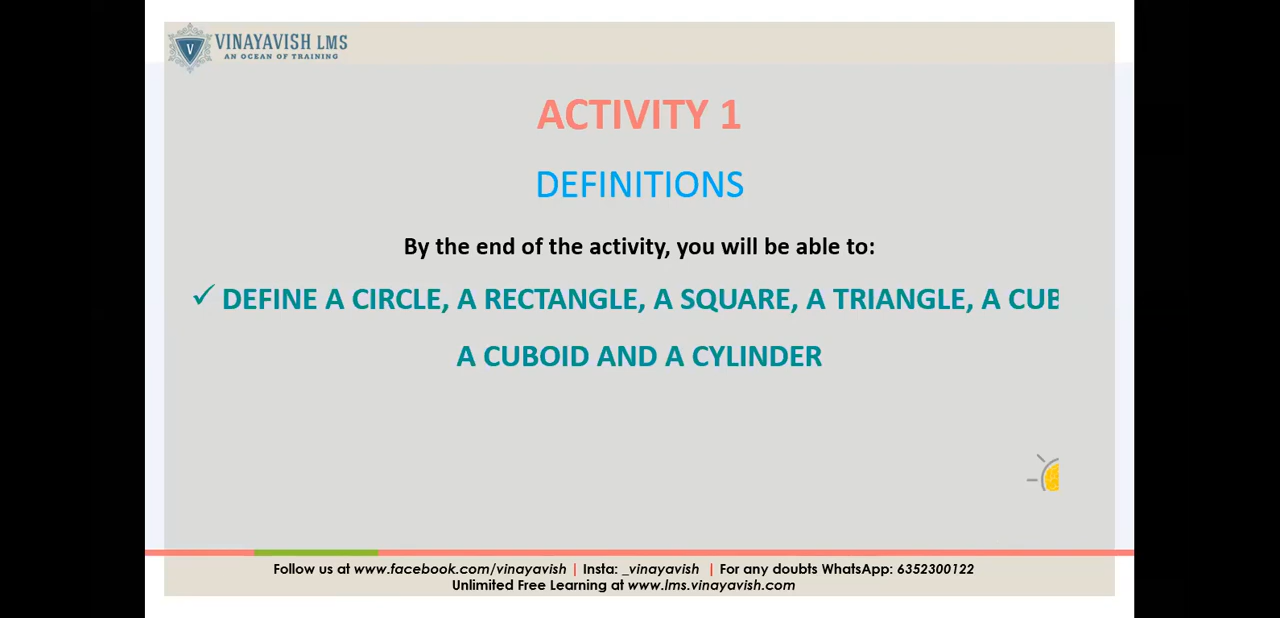 VINAYAVISH LMS
AN OCEAN OF TRAINING
ACTIVITY 1
DEFINITIONS
By the end of the activity, you will be able to:
✓ DEFINE A CIRCLE, A RECTANGLE, A SQUARE, A TRIANGLE, A CUB
A CUBOID AND A CYLINDER
Follow us at www.facebook.com/vinayavish | Insta: _vinayavish | For any doubts WhatsApp: 6352300122
Unlimited Free Learning at www.lms.vinayavish.com